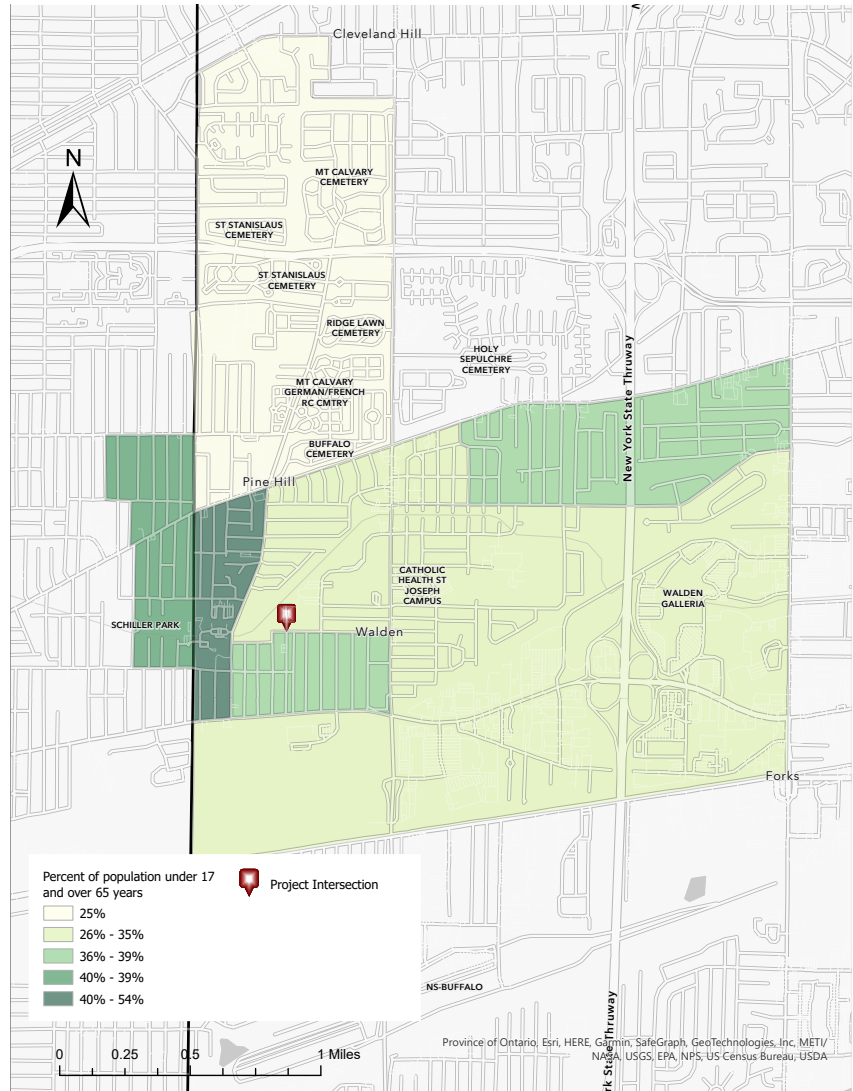 Cleveland Hill
N
MT CALVARY
CEMETERY
ST STANISLAUS
CEMETERY
ST STANISLAUS
CEMETERY
RIDGE LAWN
CEMETERY
HOLY
SEPULCHRE
CEMETERY
New York State Thruway
MT CALVARY
GERMAN/FRENCH
RC CMTRY
BUFFALO
CEMETERY
Pine Hill
CATHOLIC
HEALTH ST
JOSEPH
CAMPUS
WALDEN
GALLERIA
SCHILLER PARK
Walden
Forks
Percent of population under 17
and over 65 years
25%
26% - 35%
36% - 39%
40% - 39%
40% - 54%
Project Intersection
NS-BUFFALO
rk State Thruway
0 0.25 0.5 1 Miles
Province of Ontario, Esri, HERE, Garmin, SafeGraph, GeoTechnologies, Inc, METI/
NASA, USGS, EPA, NPS, US Census Bureau, USDA